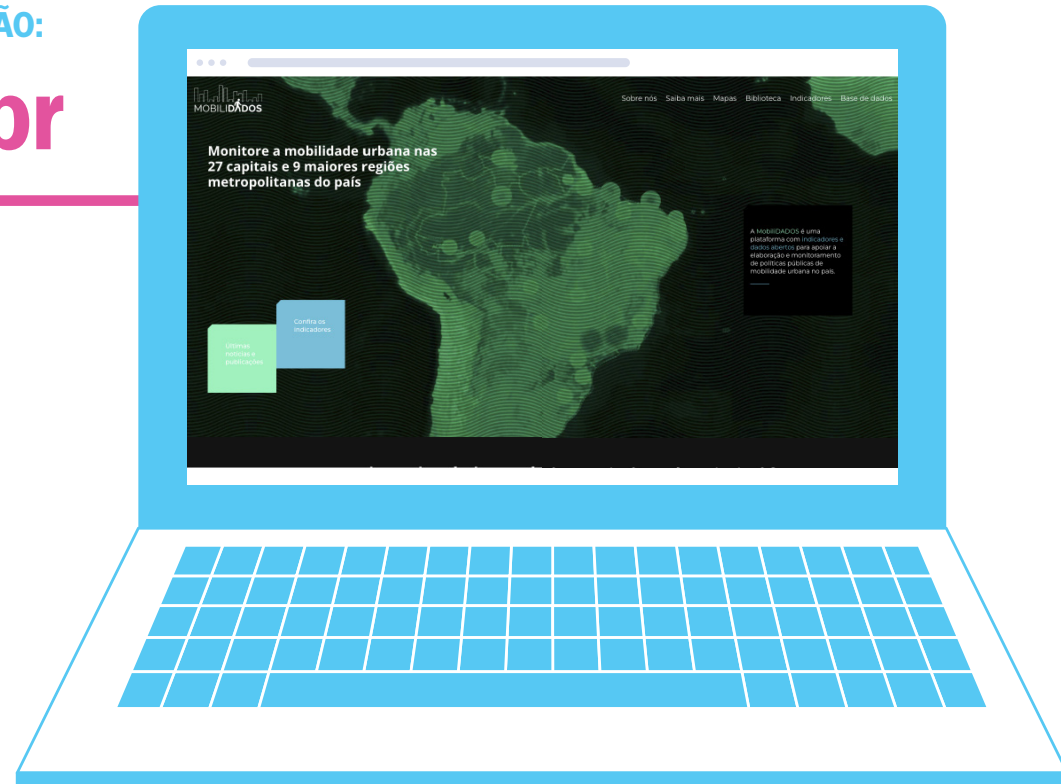 ÃO:
br
MOBILIDADOS
Sobre nós Saiba mais Mapas Biblioteca Indicadores Base de dados
Monitore a mobilidade urbana nas
27 capitais e 9 maiores regiões
metropolitanas do país
A MobiliDADOS é uma
plataforma com indicadores e
dados abertos para apoiar a
elaboração e monitoramento
de políticas públicas de
mobilidade urbana no país.
Confira os
indicadores
Últimas
notícias e
publicações